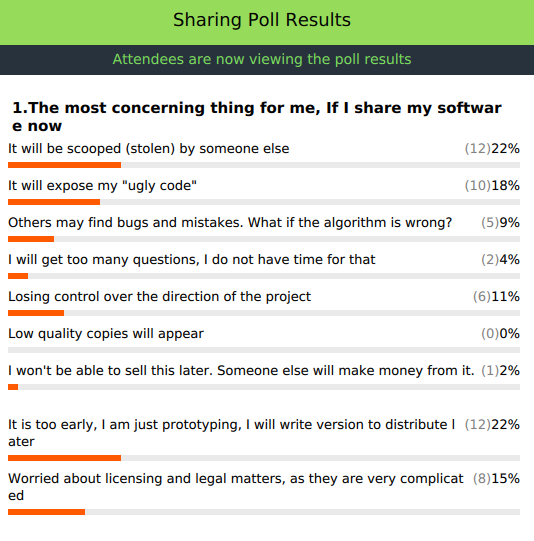 Sharing Poll Results
Attendees are now viewing the poll results
1.The most concerning thing for me, If I share my softwar
e now
It will be scooped (stolen) by someone else (12)22%
It will expose my "ugly code" (10)18%
Others may find bugs and mistakes. What if the algorithm is wrong? (5)9%
I will get too many questions, I do not have time for that (2)4%
Losing control over the direction of the project (6)11%
Low quality copies will appear (0)0%
I won't be able to sell this later. Someone else will make money from it. (1)2%
It is too early, I am just prototyping, I will write version to distribute l (12)22%
ater
Worried about licensing and legal matters, as they are very complicat (8)15%
ed